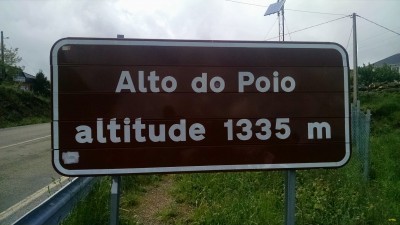 Alto do Poio
altitude 1335 m